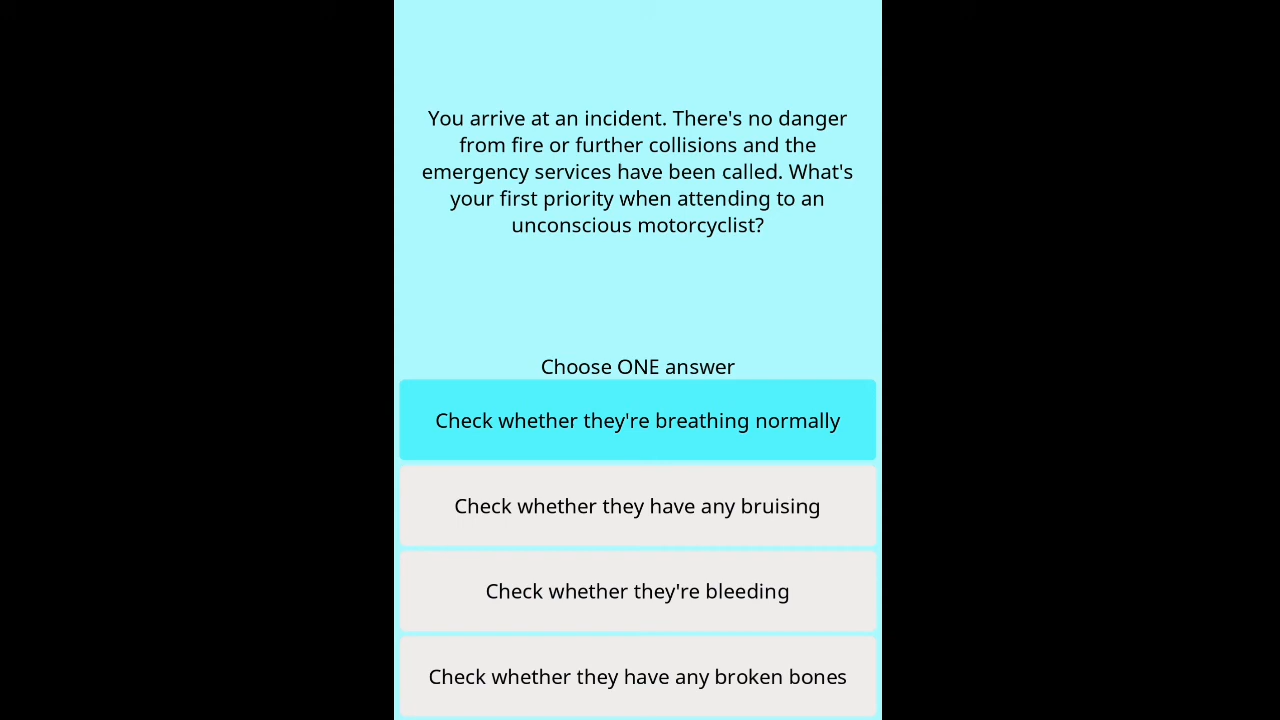 You arrive at an incident. There's no danger
from fire or further collisions and the
emergency services have been called. What's
your first priority when attending to an
unconscious motorcyclist?
Choose ONE answer
Check whether they're breathing normally
Check whether they have any bruising
Check whether they're bleeding
Check whether they have any broken bones